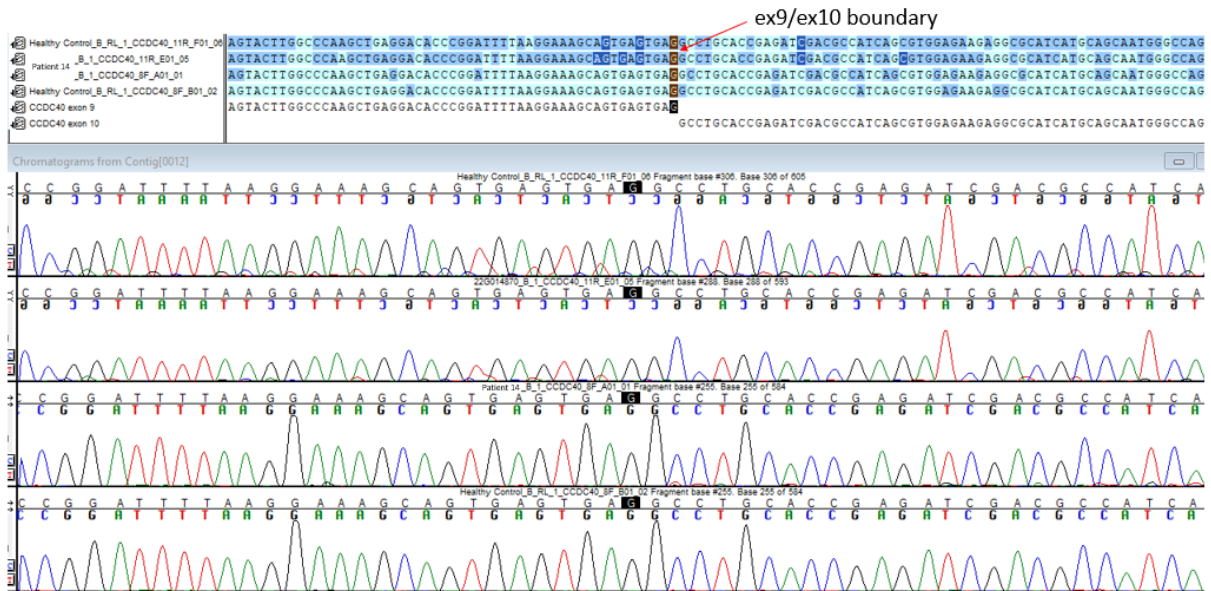 ex9/ex10 boundary
Healthy Control_B_RL_1_CCDC40_11R_F01_06 AGTACTTGGCCCAAGCTGAGGACACCCGGATTTTAAGGAAAGCAGTGAGTGAGGCCTGCACCGAGATCGACGCCATCAGCGTGGAGAAGAGGCGCATCATGCAGCAATGGGCCAG
Patient 14 _B_1_CCDC40_11R_E01_05 AGTACTTGGCCCAAGCTGAGGACACCCGGATTTTAAGGAAAGCAGTGAGTGAGGCCTGCACCGAGATCGACGCCATCAGCGTGGAGAAGAGGCGCATCATGCAGCAATGGGCCAG
_B_1_CCDC40_8F_A01_01 AGTACTTGGCCCAAGCTGAGGACACCCGGATTTTAAGGAAAGCAGTGAGTGAGGCCTGCACCGAGATCGACGCCATCAGCGTGGAGAAGAGGCGCATCATGCAGCAATGGGCCAG
Healthy Control_B_RL_1_CCDC40_8F_B01_02 AGTACTTGGCCCAAGCTGAGGACACCCGGATTTTAAGGAAAGCAGTGAGTGAGGCCTGCACCGAGATCGACGCCATCAGCGTGGAGAAGAGGCGCATCATGCAGCAATGGGCCAG
CCDC40 exon 9 AGTACTTGGCCCAAGCTGAGGACACCCGGATTTTAAGGAAAGCAGTGAGTGAG
CCDC40 exon 10 GCCTGCACCGAGATCGACGCCATCAGCGTGGAGAAGAGGCGCATCATGCAGCAATGGGCCAG
Chromatograms from Contig[0012]
Healthy Control_B_RL_1_CCDC40_11R_F01_06 Fragment base #306. Base 306 of 605
C C G G A T T T T A A G G A A A G C A G T G A G T G A G G C C T G C A C C G A G A T C G A C G C C A T C A
G G C C T A A A A T T C C T T T C G T C A C T C A C T C C G G A C G T G G C T C T A G C T G C G G T A G T
22G014870_B_1_CCDC40_11R_E01_05 Fragment base #288. Base 288 of 593
C C G G A T T T T A A G G A A A G C A G T G A G T G A G G C C T G C A C C G A G A T C G A C G C C A T C A
G G C C T A A A A T T C C T T T C G T C A C T C A C T C C G G A C G T G G C T C T A G C T G C G G T A G T
Patient 14_B_1_CCDC40_8F_A01_01 Fragment base #255. Base 255 of 584
C C G G A T T T T A A G G A A A G C A G T G A G T G A G G C C T G C A C C G A G A T C G A C G C C A T C A
C C G G A T T T T A A G G A A A G C A G T G A G T G A G G C C T G C A C C G A G A T C G A C G C C A T C A
Healthy Control_B_RL_1_CCDC40_8F_B01_02 Fragment base #255. Base 255 of 584
C C G G A T T T T A A G G A A A G C A G T G A G T G A G G C C T G C A C C G A G A T C G A C G C C A T C A
C C G G A T T T T A A G G A A A G C A G T G A G T G A G G C C T G C A C C G A G A T C G A C G C C A T C A